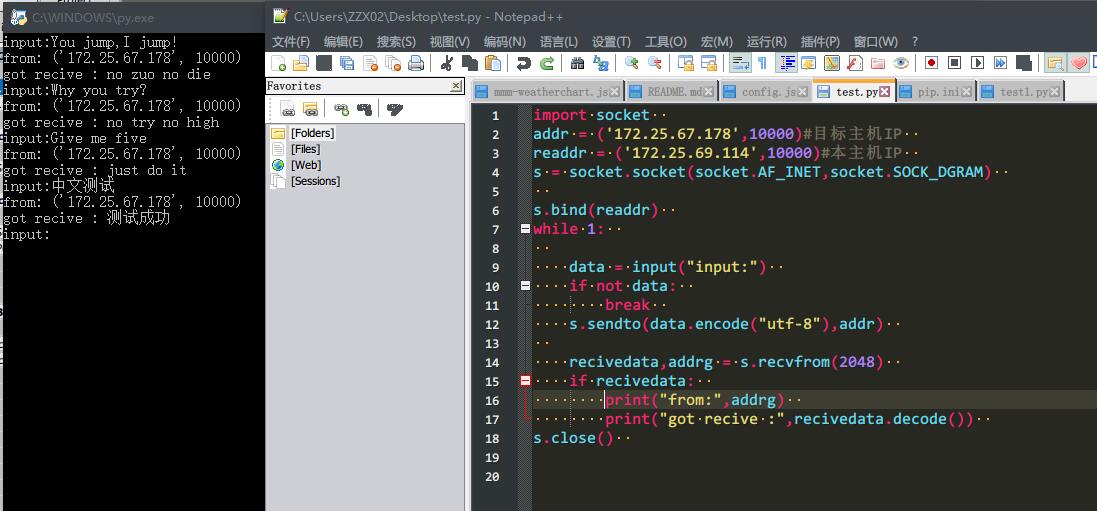 C:\WINDOWS\py.exe
input:You jump,I jump!
from: ('172.25.67.178', 10000)
got recive : no zuo no die
input:Why you try?
from: ('172.25.67.178', 10000)
got recive : no try no high
input:Give me five
from: ('172.25.67.178', 10000)
got recive : just do it
input:中文测试
from: ('172.25.67.178', 10000)
got recive : 测试成功
input:
C:\Users\ZZX02\Desktop\test.py - Notepad++
文件(F) 编辑(E) 搜索(S) 视图(V) 编码(N) 语言(L) 设置(T) 工具(O) 宏(M) 运行(R) 插件(P) 窗口(W) ?
Favorites
[Folders]
[Files]
[Web]
[Sessions]
mmm-weatherchart.js README.md config.js test.py pip.ini test1.py
1 import socket
2 addr = ('172.25.67.178',10000)#目标主机IP
3 readdr = ('172.25.69.114',10000)#本主机IP
4 s = socket.socket(socket.AF_INET,socket.SOCK_DGRAM)
5
6 s.bind(readdr)
7 while 1:
8
9 data = input("input:")
10 if not data:
11 break
12 s.sendto(data.encode("utf-8"),addr)
13
14 recivedata,addrg = s.recvfrom(2048)
15 if recivedata:
16 print("from:",addrg)
17 print("got recive :",recivedata.decode())
18 s.close()
19
20